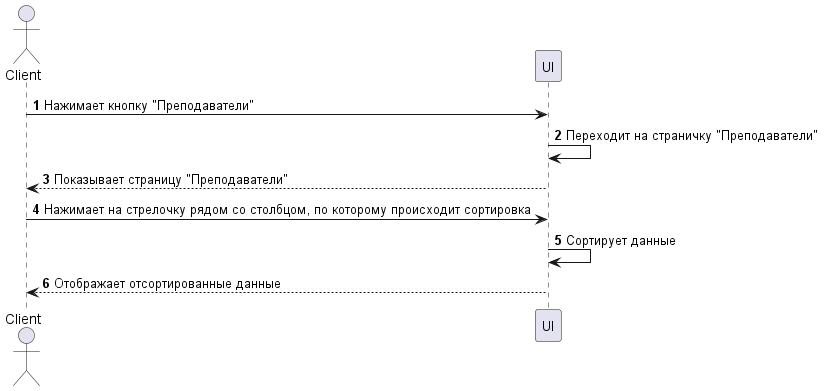 Client
UI
1 Нажимает кнопку "Преподаватели"
2 Переходит на страничку "Преподаватели"
3 Показывает страницу "Преподаватели"
4 Нажимает на стрелочку рядом со столбцом, по которому происходит сортировка
5 Сортирует данные
6 Отображает отсортированные данные
Client
UI